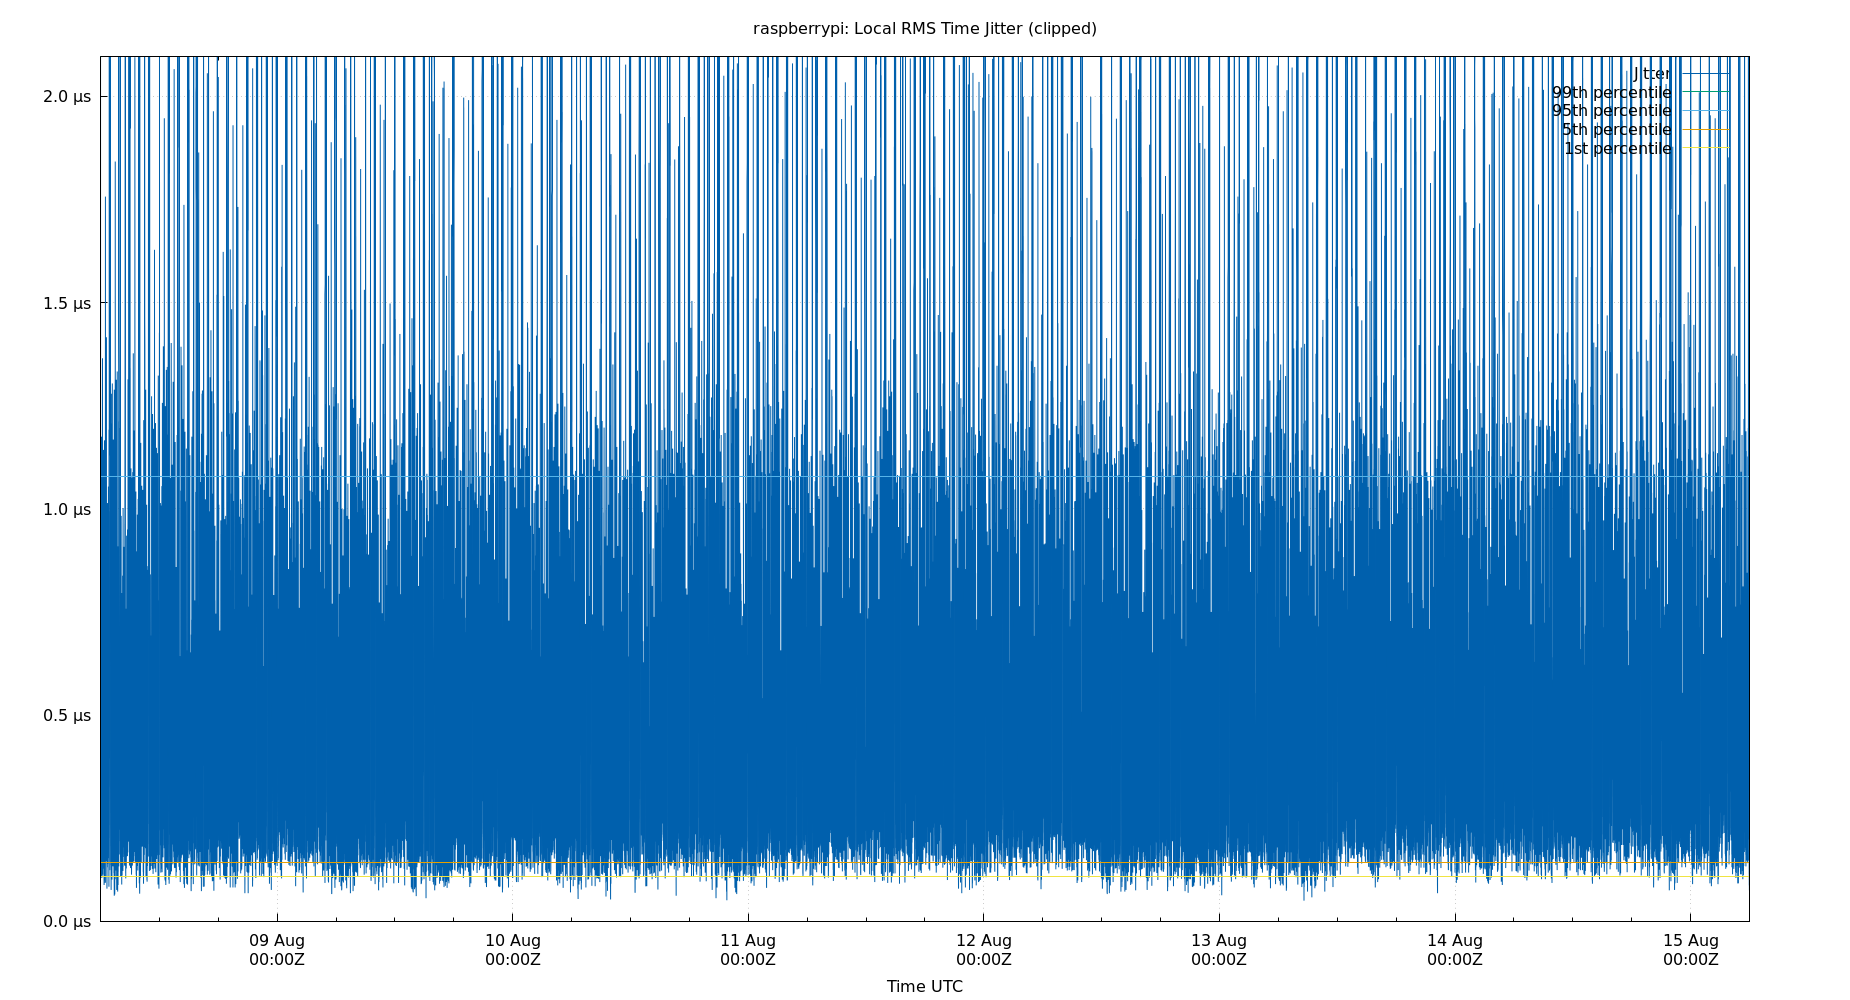 raspberrypi: Local RMS Time Jitter (clipped)
2.0 µs
1.5 µs
1.0 µs
0.5 µs
0.0 µs
Jitter
99th percentile
95th percentile
5th percentile
1st percentile
09 Aug
00:00Z
10 Aug
00:00Z
11 Aug
00:00Z
12 Aug
00:00Z
13 Aug
00:00Z
14 Aug
00:00Z
15 Aug
00:00Z
Time UTC